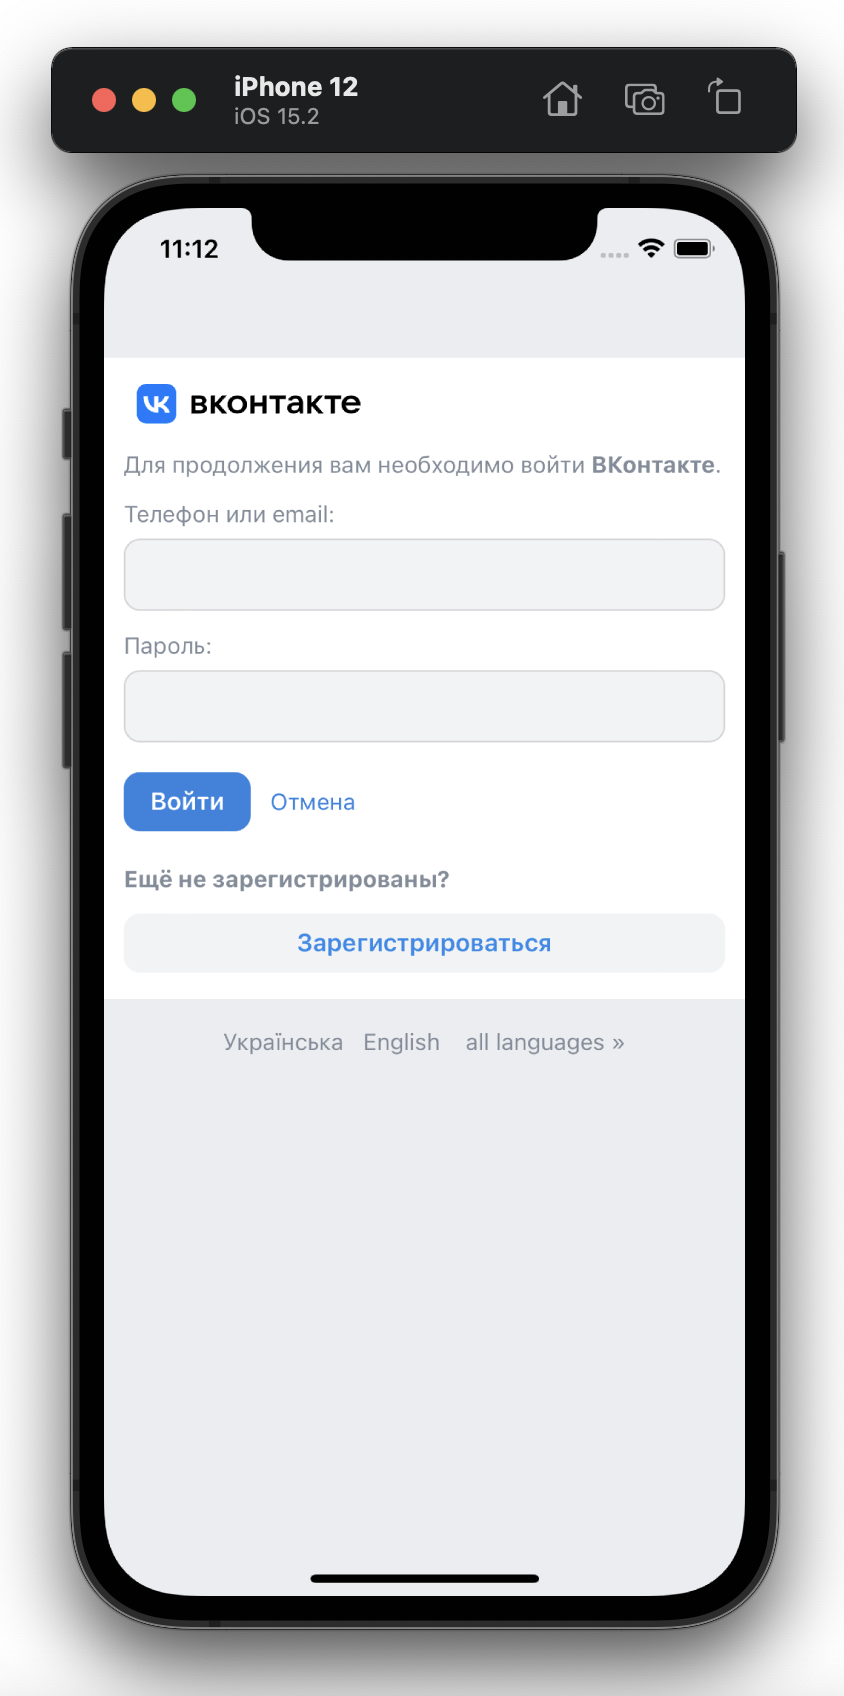 iPhone 12
iOS 15.2
11:12
вконтакте
Для продолжения вам необходимо войти ВКонтакте.
Телефон или email:
Пароль:
Войти Отмена
Ещё не зарегистрированы?
Зарегистрироваться
Українська English all languages »